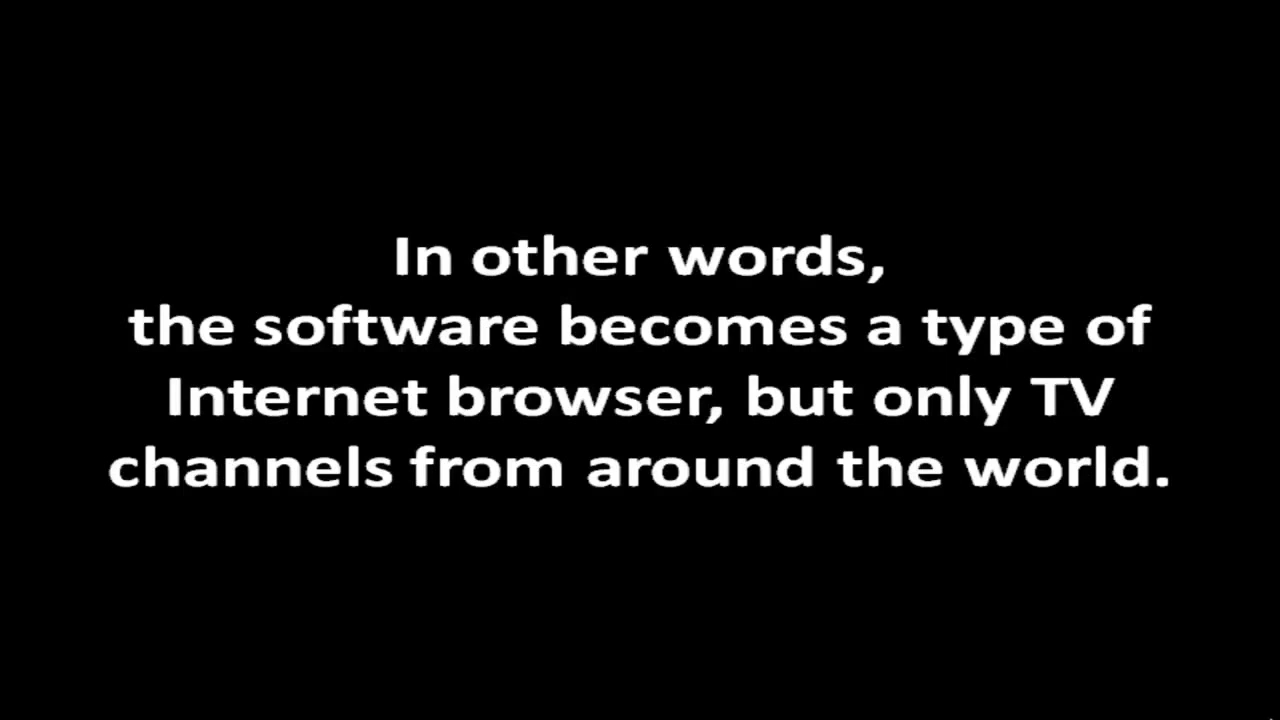 In other words,
the software becomes a type of
Internet browser, but only TV
channels from around the world.